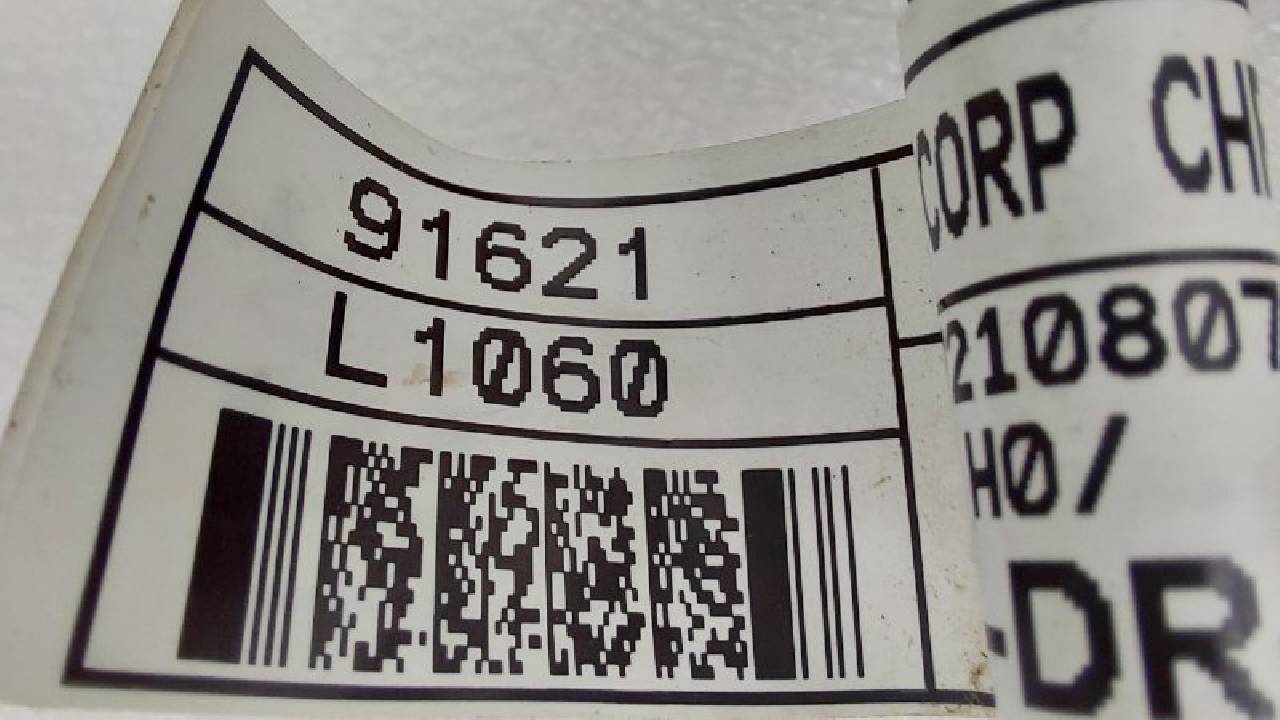 91621
L1060
CORP CH
210807
H0/
-DR